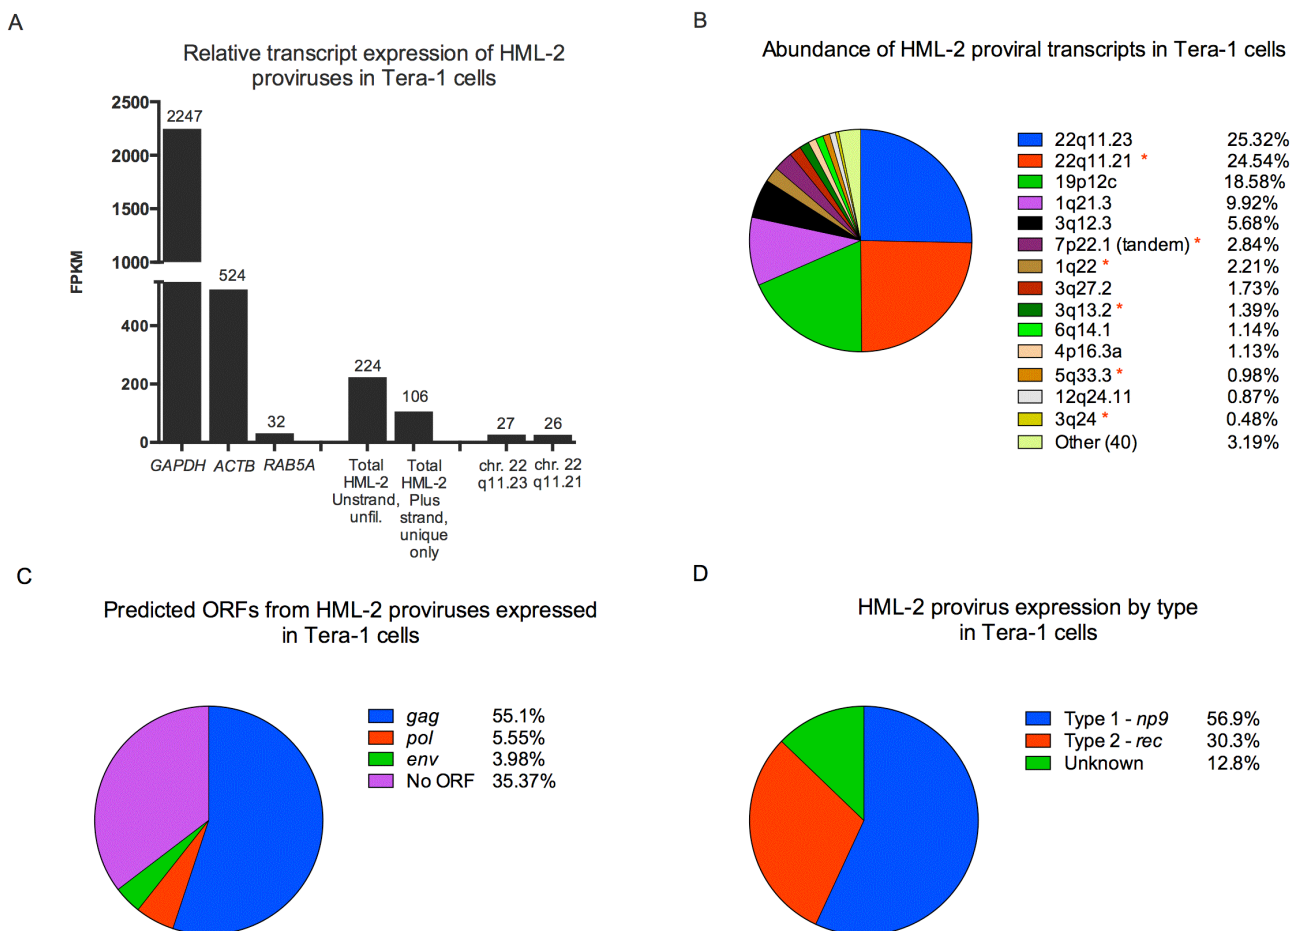 A
Relative transcript expression of HML-2
proviruses in Tera-1 cells
FPKM
2500
2000
1500
1000
400
200
0
2247
524
32
224
106
27
26
GAPDH
ACTB
RAB5A
Total
HML-2
Unstrand,
unfil.
Total
HML-2
Plus
strand,
unique
only
chr. 22
q11.23
chr. 22
q11.21
B
Abundance of HML-2 proviral transcripts in Tera-1 cells
22q11.23 25.32%
22q11.21 * 24.54%
19p12c 18.58%
1q21.3 9.92%
3q12.3 5.68%
7p22.1 (tandem) * 2.84%
1q22 * 2.21%
3q27.2 1.73%
3q13.2 * 1.39%
6q14.1 1.14%
4p16.3a 1.13%
5q33.3 * 0.98%
12q24.11 0.87%
3q24 * 0.48%
Other (40) 3.19%
C
Predicted ORFs from HML-2 proviruses expressed
in Tera-1 cells
gag 55.1%
pol 5.55%
env 3.98%
No ORF 35.37%
D
HML-2 provirus expression by type
in Tera-1 cells
Type 1 - np9 56.9%
Type 2 - rec 30.3%
Unknown 12.8%